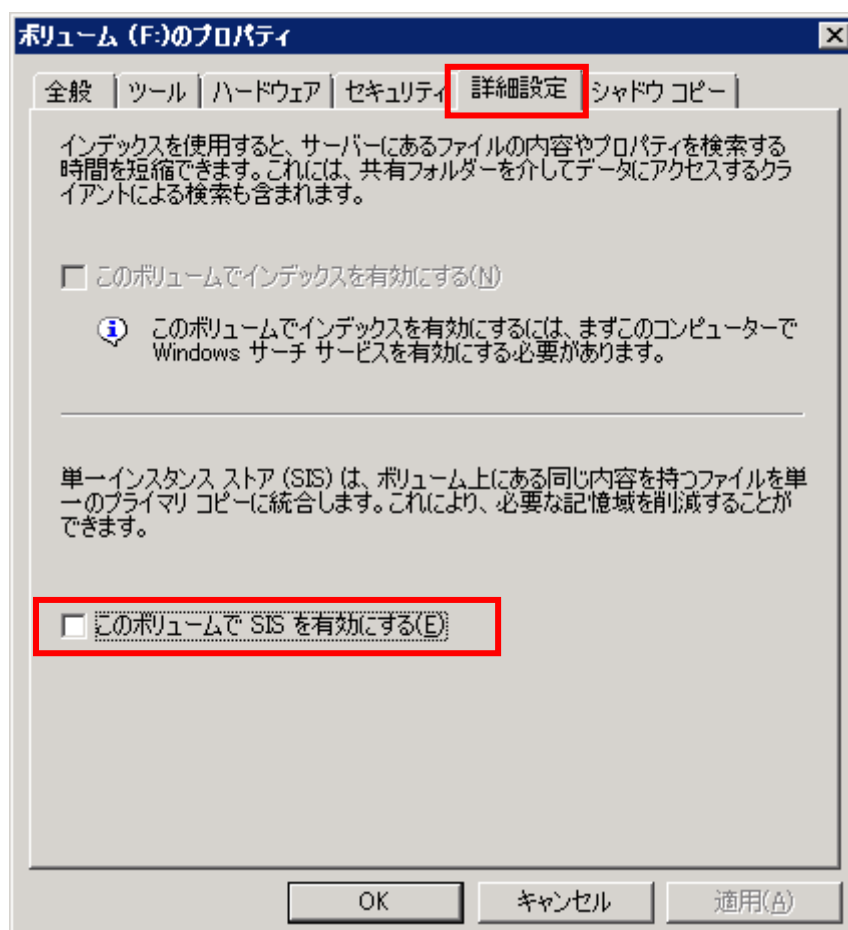 ボリューム (F:)のプロパティ
全般 ツール ハードウェア セキュリティ 詳細設定 シャドウ コピー
インデックスを使用すると、サーバーにあるファイルの内容やプロパティを検索する
時間を短縮できます。これには、共有フォルダーを介してデータにアクセスするクラ
イアントによる検索も含まれます。
このボリュームでインデックスを有効にする(N)
このボリュームでインデックスを有効にするには、まずこのコンピューターで
Windows サーチ サービスを有効にする必要があります。
単一インスタンス ストア (SIS) は、ボリューム上にある同じ内容を持つファイルを単
一のプライマリ コピーに統合します。これにより、必要な記憶域を削減することが
できます。
このボリュームで SIS を有効にする(E)
OK キャンセル 適用(A)